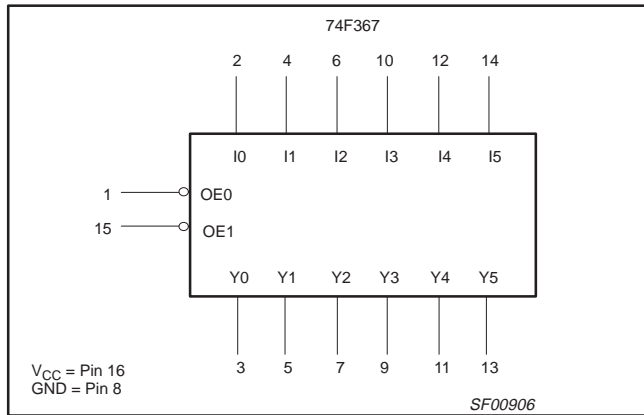 74F367
2 4 6 10 12 14
I0 I1 I2 I3 I4 I5
1 OE0
15 OE1
Y0 Y1 Y2 Y3 Y4 Y5
3 5 7 9 11 13
VCC = Pin 16
GND = Pin 8
SF00906